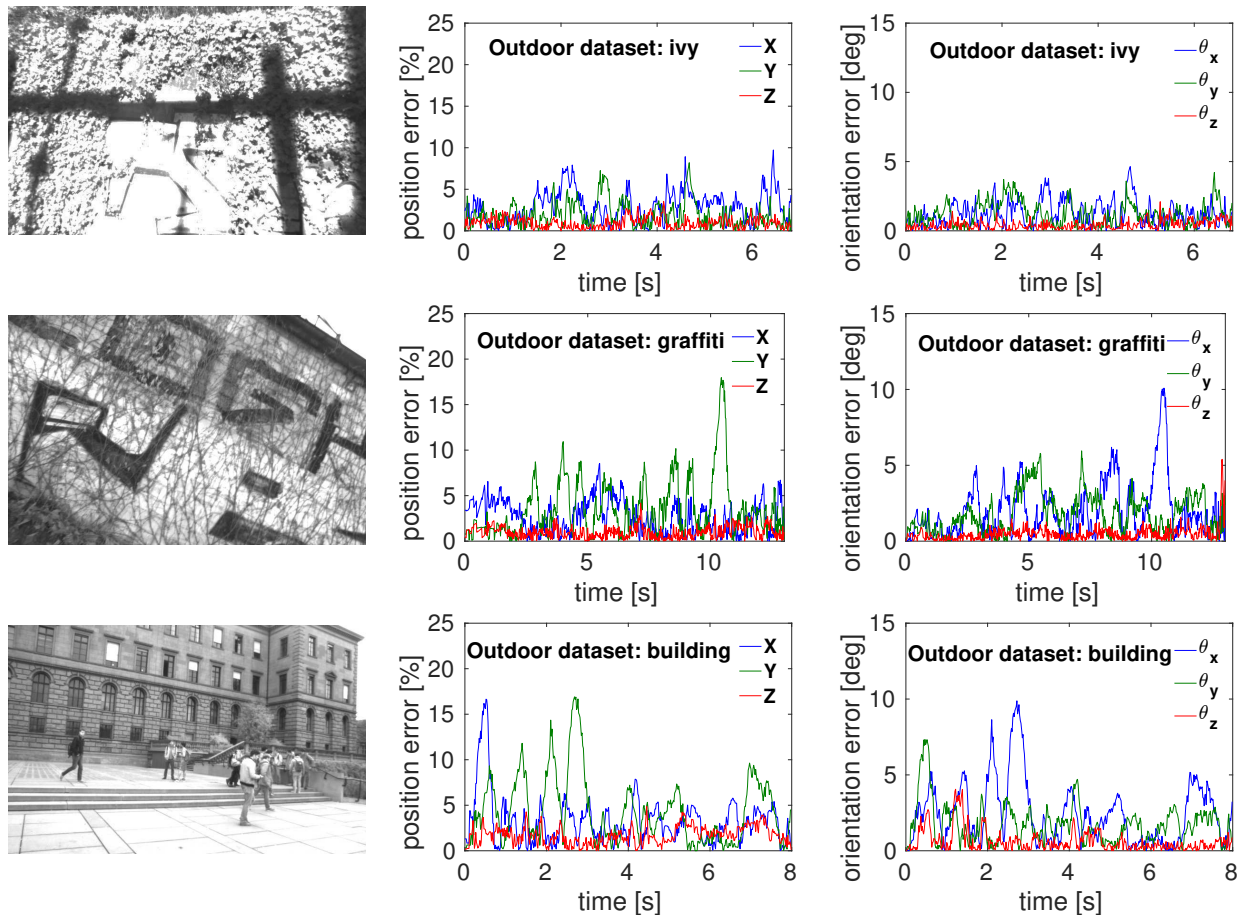 25
20
15
10
5
0
position error [%]
Outdoor dataset: ivy
X
Y
Z
0 2 4 6
time [s]
15
10
5
0
orientation error [deg]
Outdoor dataset: ivy
θx
θy
θz
0 2 4 6
time [s]
25
20
15
10
5
0
position error [%]
Outdoor dataset: graffiti
X
Y
Z
0 5 10
time [s]
15
10
5
0
orientation error [deg]
Outdoor dataset: graffiti
θx
θy
θz
0 5 10
time [s]
25
20
15
10
5
0
position error [%]
Outdoor dataset: building
X
Y
Z
0 2 4 6 8
time [s]
15
10
5
0
orientation error [deg]
Outdoor dataset: building
θx
θy
θz
0 2 4 6 8
time [s]